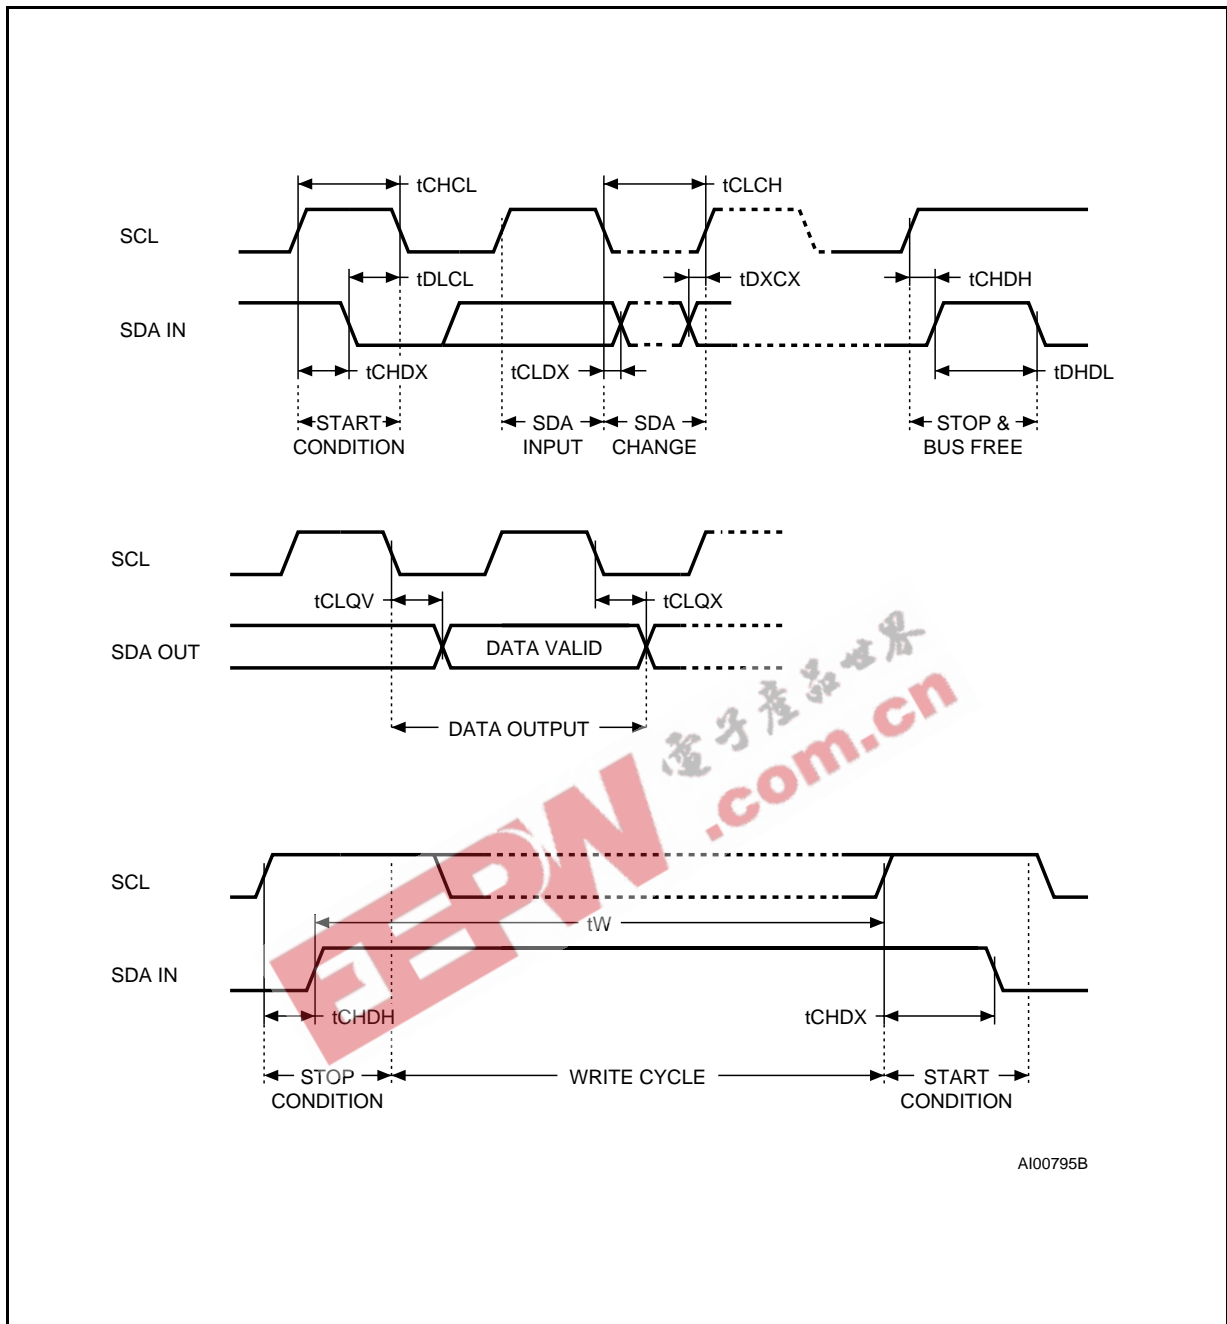 tCHCL tCLCH
SCL
tDLCL tDXCX tCHDH
SDA IN
tCHDX tCLDX tDHDL
START CONDITION
SDA INPUT
SDA CHANGE
STOP & BUS FREE
SCL
tCLQV tCLQX
SDA OUT DATA VALID
DATA OUTPUT
電子產品世界
EEPW .com.cn
SCL
tW
SDA IN
tCHDH tCHDX
STOP CONDITION
WRITE CYCLE
START CONDITION
AI00795B